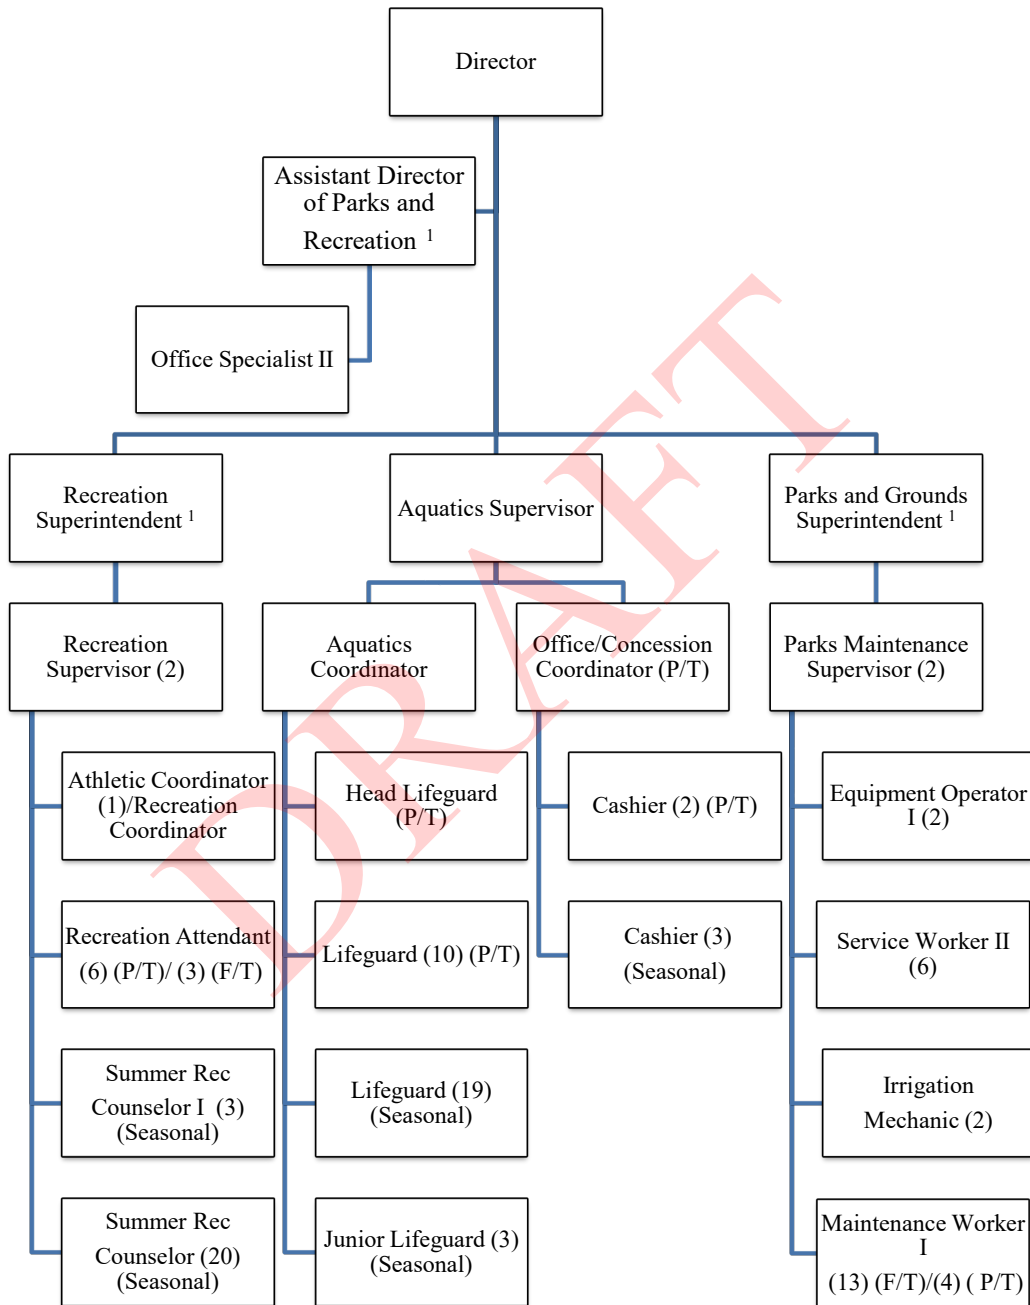 Director
Assistant Director
of Parks and
Recreation 1
Office Specialist II
Recreation
Superintendent 1
Aquatics Supervisor
Parks and Grounds
Superintendent 1
Recreation
Supervisor (2)
Aquatics
Coordinator
Office/Concession
Coordinator (P/T)
Parks Maintenance
Supervisor (2)
Athletic Coordinator
(1)/Recreation
Coordinator
Head Lifeguard
(P/T)
Cashier (2) (P/T)
Equipment Operator
I (2)
Recreation Attendant
(6) (P/T)/ (3) (F/T)
Lifeguard (10) (P/T)
Cashier (3)
(Seasonal)
Service Worker II
(6)
Summer Rec
Counselor I (3)
(Seasonal)
Lifeguard (19)
(Seasonal)
Irrigation
Mechanic (2)
Summer Rec
Counselor (20)
(Seasonal)
Junior Lifeguard (3)
(Seasonal)
Maintenance Worker
I
(13) (F/T)/(4) ( P/T)
DRAFT